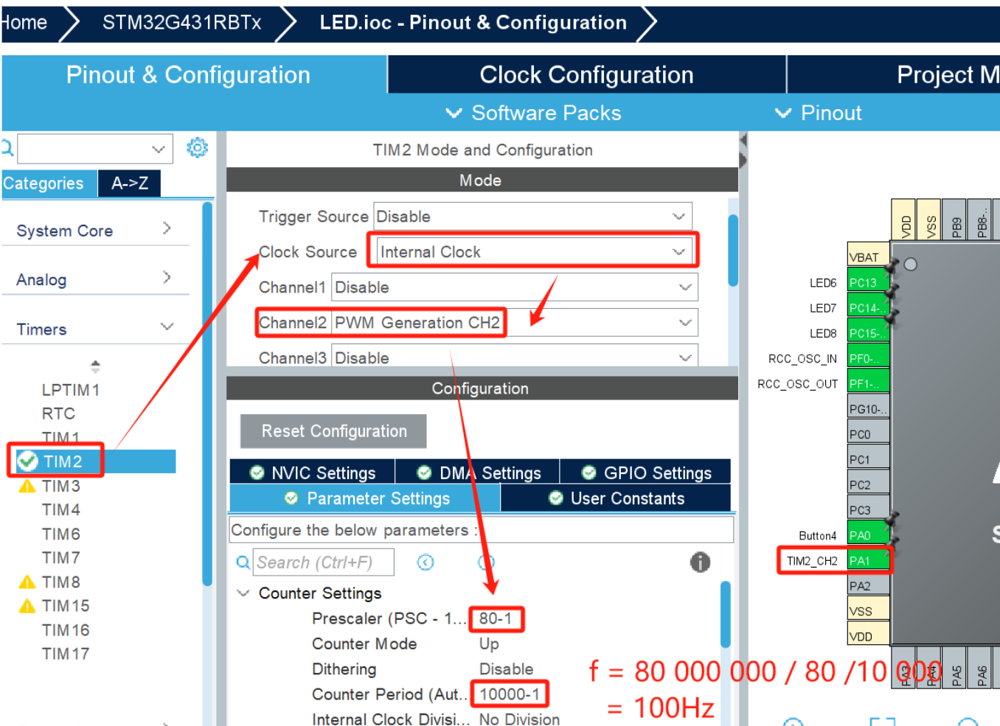 Home
STM32G431RBTx
LED.ioc - Pinout & Configuration
Pinout & Configuration
Clock Configuration
Project M
Software Packs
Pinout
Categories
A->Z
System Core
Analog
Timers
LPTIM1
RTC
TIM1
TIM2
TIM3
TIM4
TIM6
TIM7
TIM8
TIM15
TIM16
TIM17
TIM2 Mode and Configuration
Mode
Trigger Source Disable
Clock Source Internal Clock
Channel1 Disable
Channel2 PWM Generation CH2
Channel3 Disable
Configuration
Reset Configuration
NVIC Settings
DMA Settings
GPIO Settings
Parameter Settings
User Constants
Configure the below parameters :
Search (Ctrl+F)
Counter Settings
Prescaler (PSC - 1... 80-1
Counter Mode Up
Dithering Disable
Counter Period (Aut... 10000-1
Internal Clock Divisi... No Division
f = 80 000 000 / 80 /10 000
= 100Hz
VDD
VSS
PB9
PB8-..
VBAT
LED6 PC13
LED7 PC14-..
LED8 PC15-..
RCC_OSC_IN PF0-..
RCC_OSC_OUT PF1-..
PG10-..
PC0
PC1
PC2
PC3
Button4 PA0
TIM2_CH2 PA1
PA2
VSS
VDD
PA3
PA4
PA5
PA6